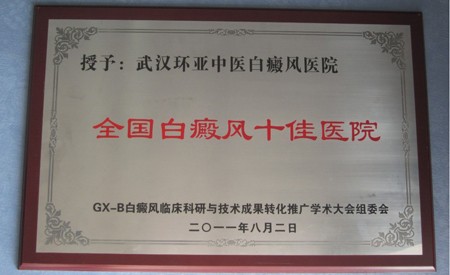 授予：武汉环亚中医白癜风医院
全国白癜风十佳医院
GX-B白癜风临床科研与技术成果转化推广学术大会组委会
二〇一一年八月二日